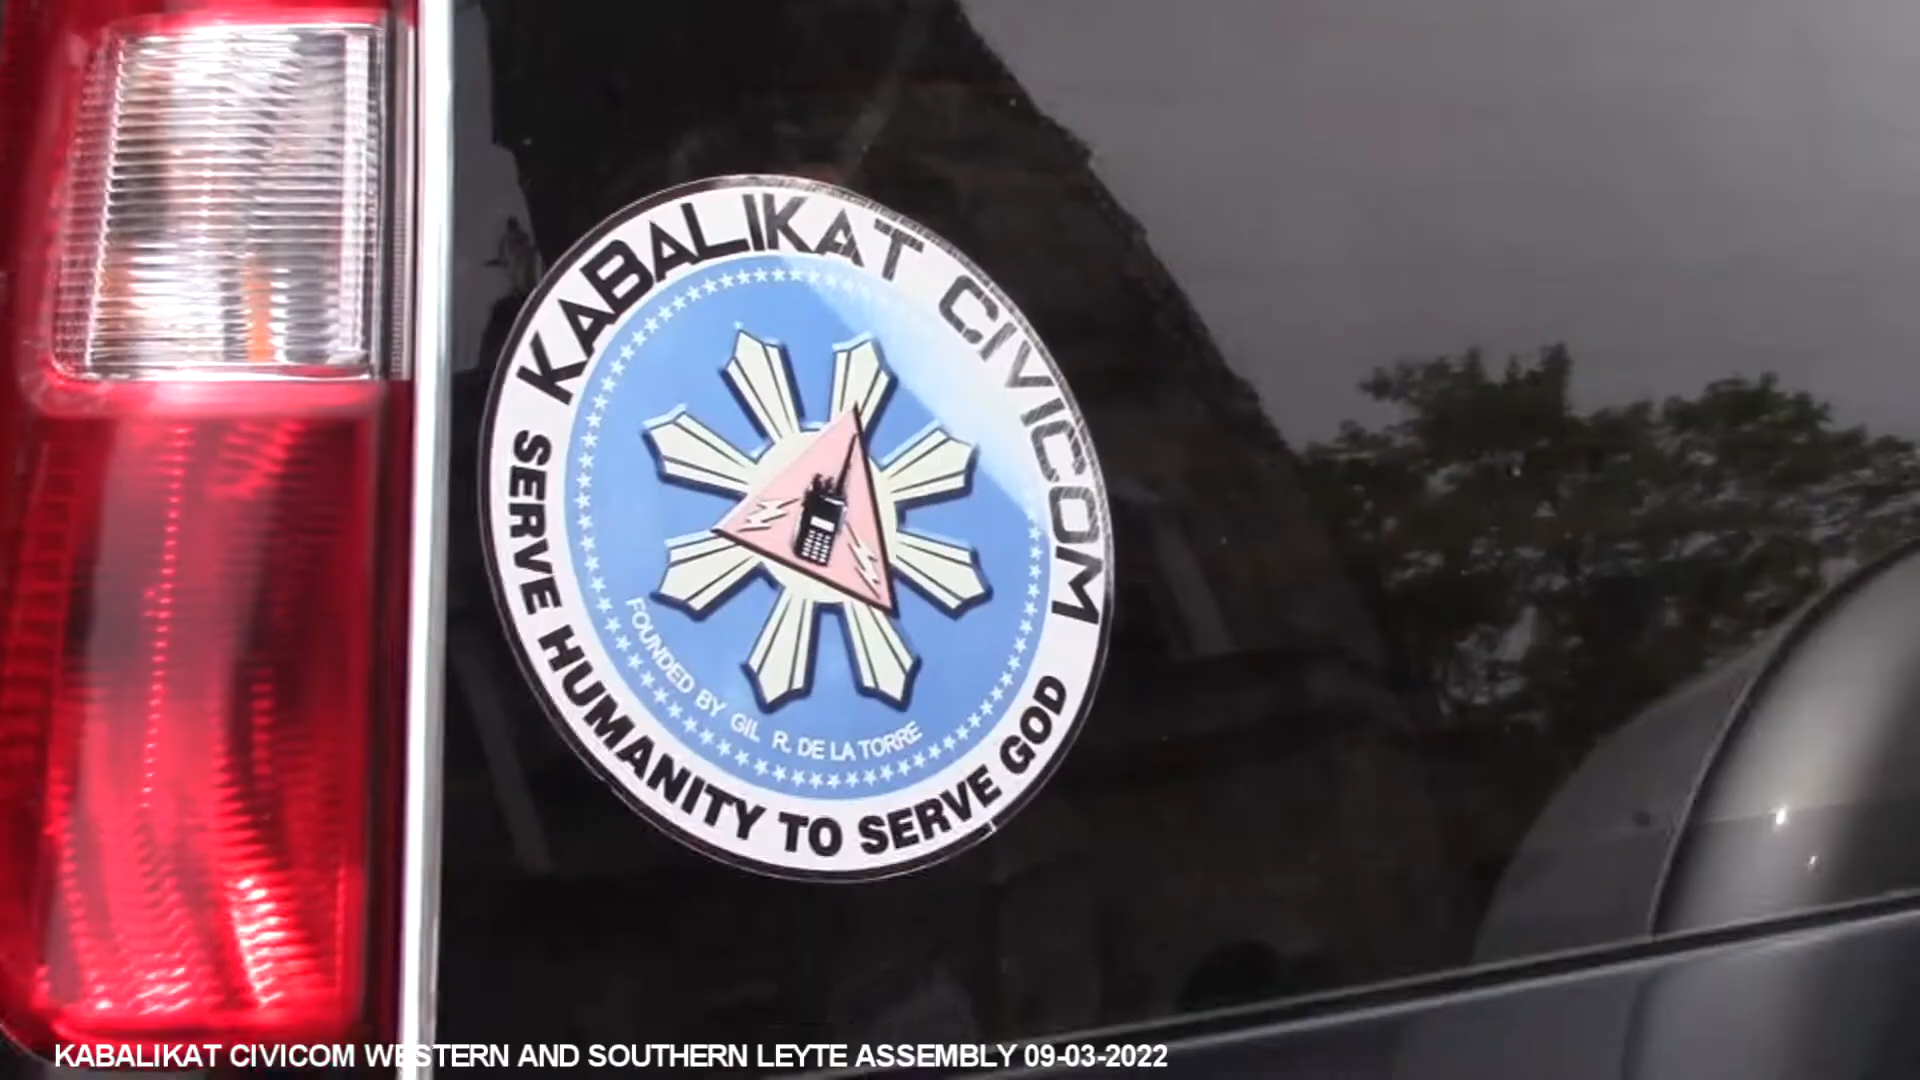 KABALIKAT CIVICOM
SERVE HUMANITY TO SERVE GOD
FOUNDED BY GIL R. DE LA TORRE
KABALIKAT CIVICOM WESTERN AND SOUTHERN LEYTE ASSEMBLY 09-03-2022